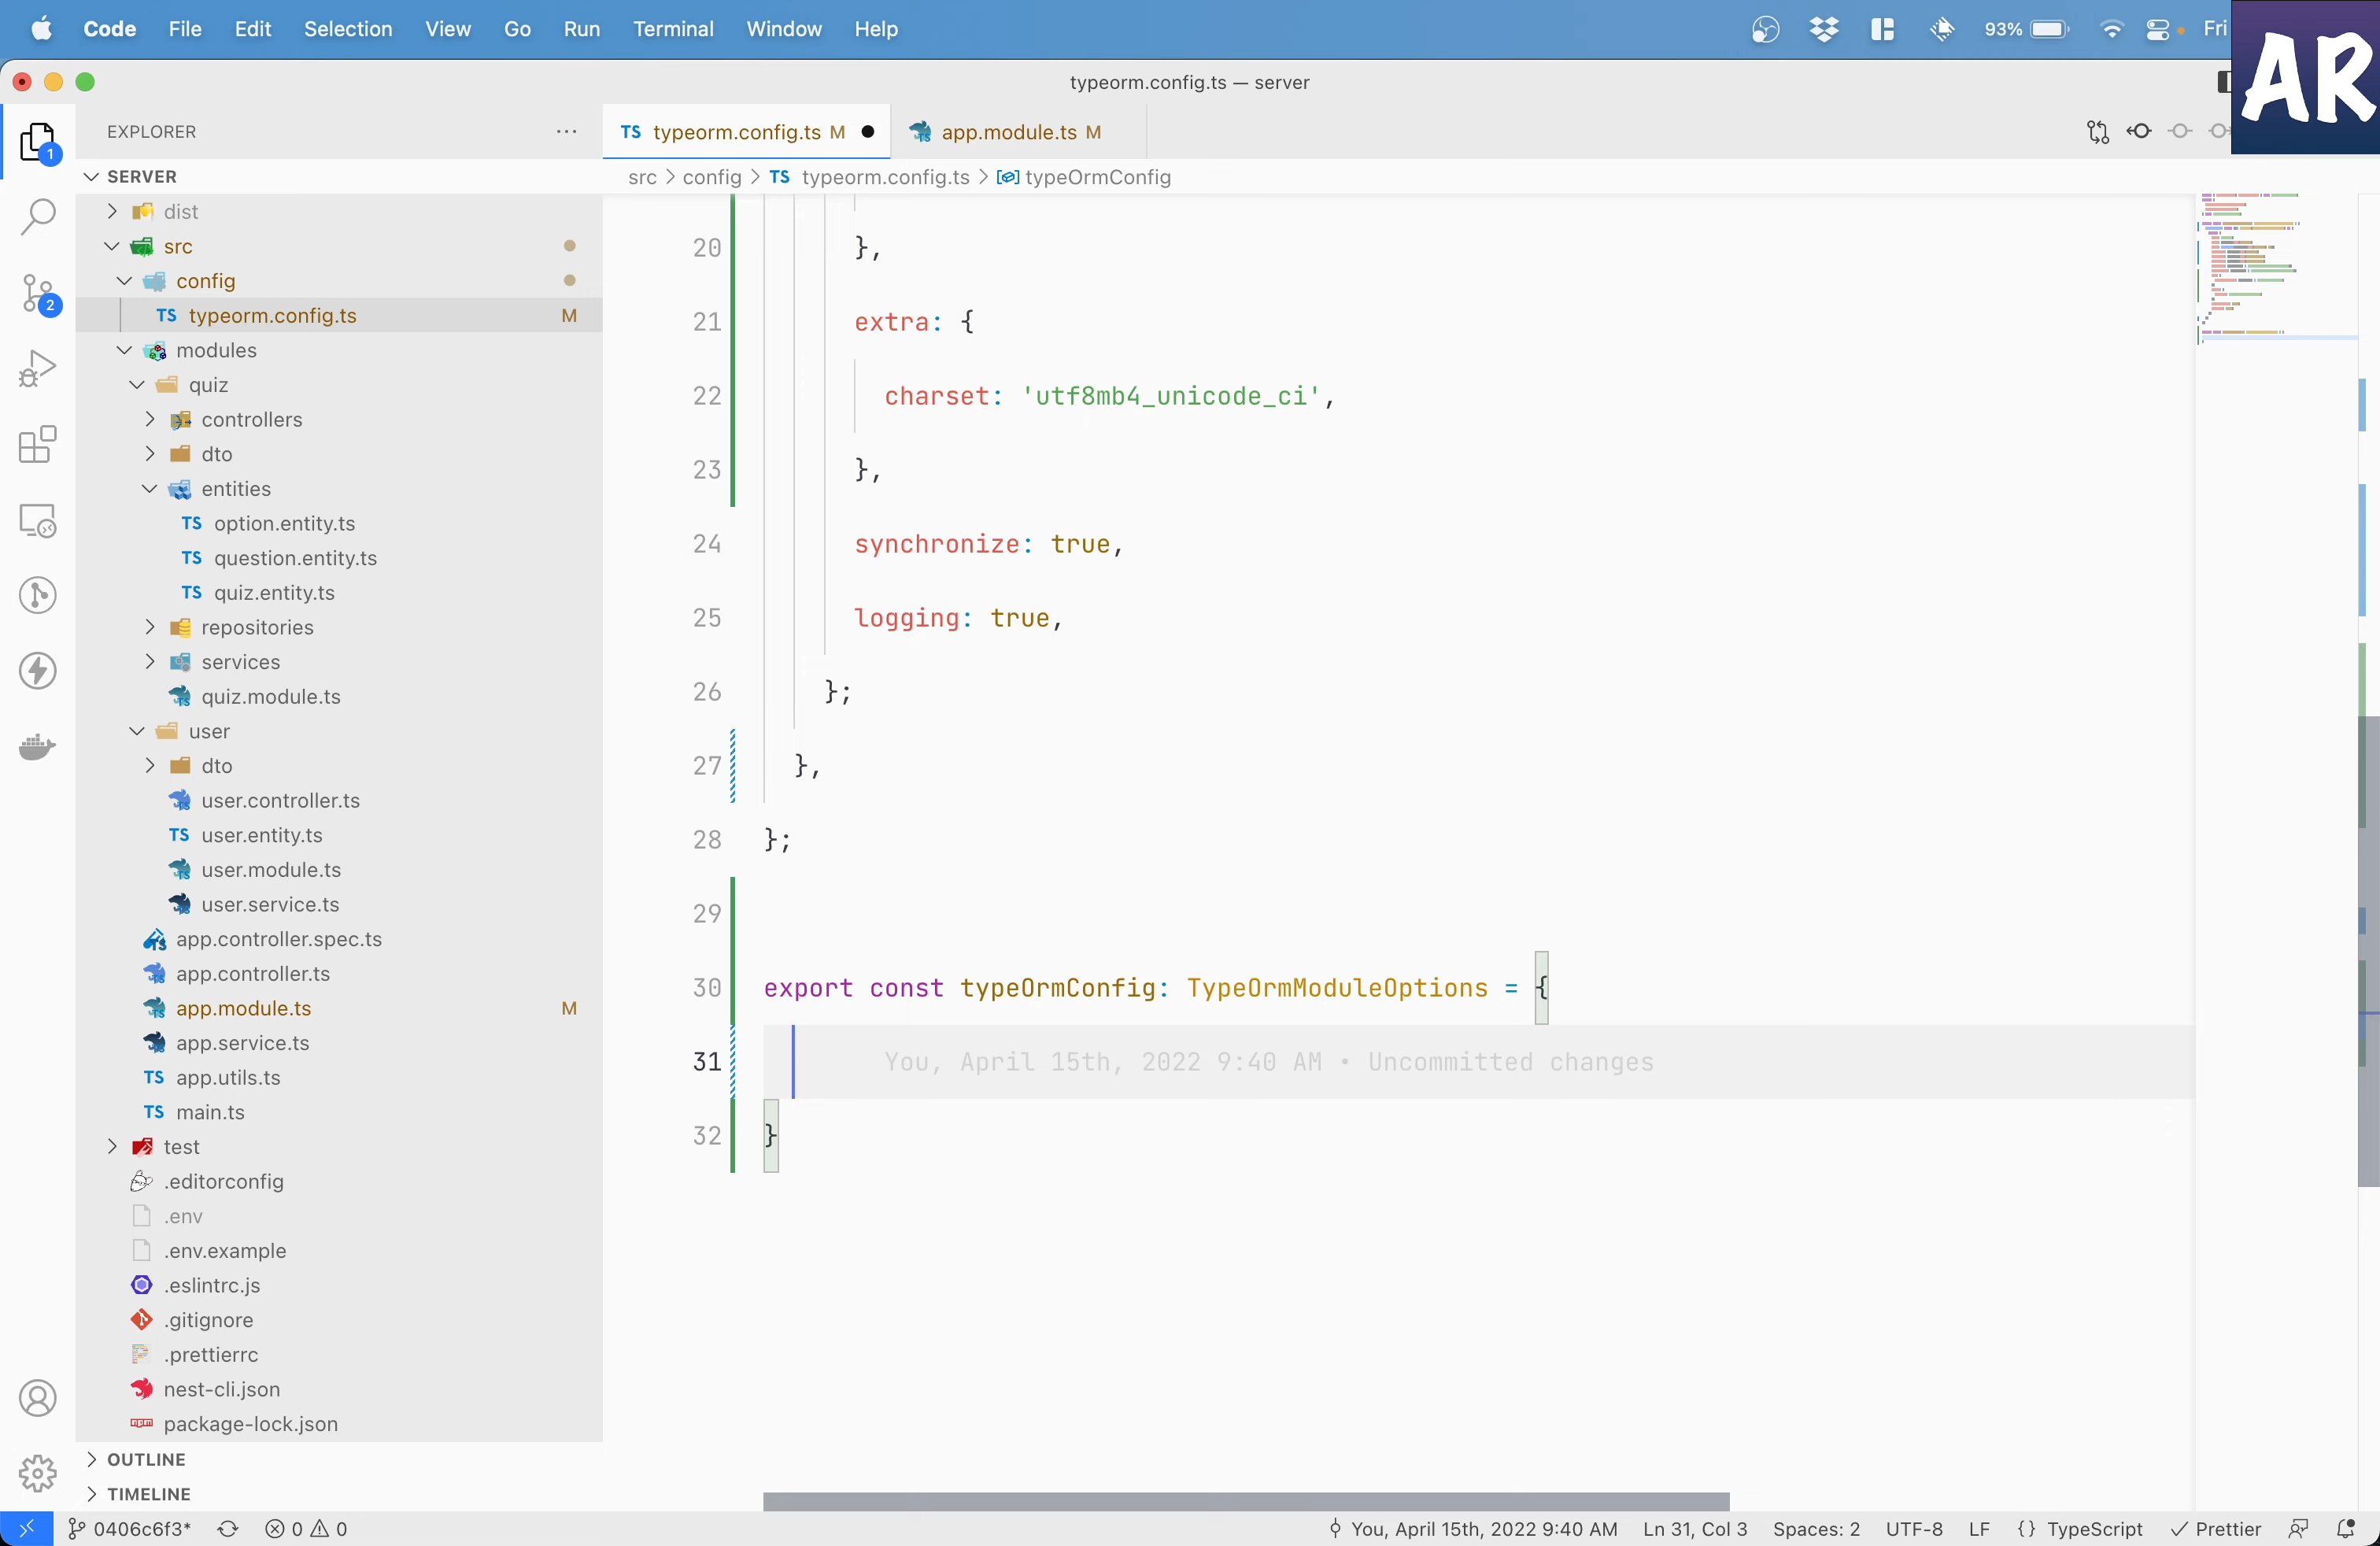 Code File Edit Selection View Go Run Terminal Window Help 93% Fri
AR
typeorm.config.ts — server
EXPLORER
TS typeorm.config.ts M
app.module.ts M
SERVER
src > config > TS typeorm.config.ts > typeOrmConfig
dist
src
config
TS typeorm.config.ts M
modules
quiz
controllers
dto
entities
TS option.entity.ts
TS question.entity.ts
TS quiz.entity.ts
repositories
services
quiz.module.ts
user
dto
user.controller.ts
TS user.entity.ts
user.module.ts
user.service.ts
app.controller.spec.ts
app.controller.ts
app.module.ts M
app.service.ts
TS app.utils.ts
TS main.ts
test
.editorconfig
.env
.env.example
.eslintrc.js
.gitignore
.prettierrc
nest-cli.json
package-lock.json
OUTLINE
TIMELINE
1
2
20 },
21 extra: {
22 charset: 'utf8mb4_unicode_ci',
23 },
24 synchronize: true,
25 logging: true,
26 };
27 },
28 };
29
30 export const typeOrmConfig: TypeOrmModuleOptions = {
31 You, April 15th, 2022 9:40 AM • Uncommitted changes
32 }
0406c6f3* 0 0 You, April 15th, 2022 9:40 AM Ln 31, Col 3 Spaces: 2 UTF-8 LF {} TypeScript Prettier